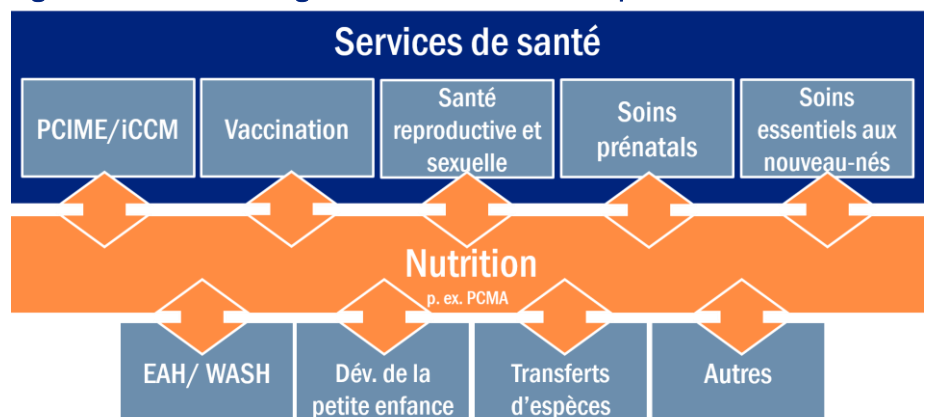 Services de santé
PCIME/iCCM
Vaccination
Santé
reproductive et
sexuelle
Soins
prénatals
Soins
essentiels aux
nouveau-nés
Nutrition
p. ex. PCMA
EAH/ WASH
Dév. de la
petite enfance
Transferts
d'espèces
Autres